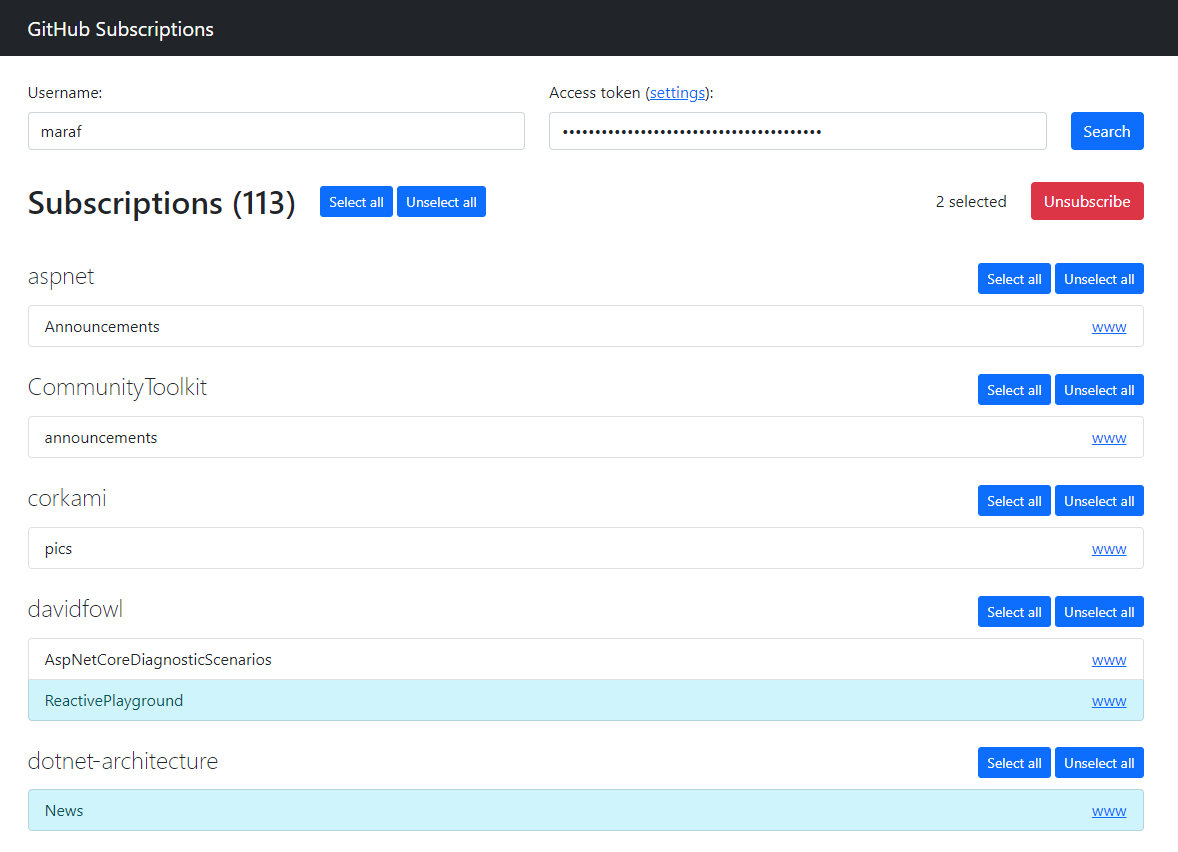 GitHub Subscriptions
Username: Access token (settings):
maraf •••••••••••••••••••••••••••••••••••••••• Search
Subscriptions (113) Select all Unselect all 2 selected Unsubscribe
aspnet Select all Unselect all
Announcements www
CommunityToolkit Select all Unselect all
announcements www
corkami Select all Unselect all
pics www
davidfowl Select all Unselect all
AspNetCoreDiagnosticScenarios www
ReactivePlayground www
dotnet-architecture Select all Unselect all
News www